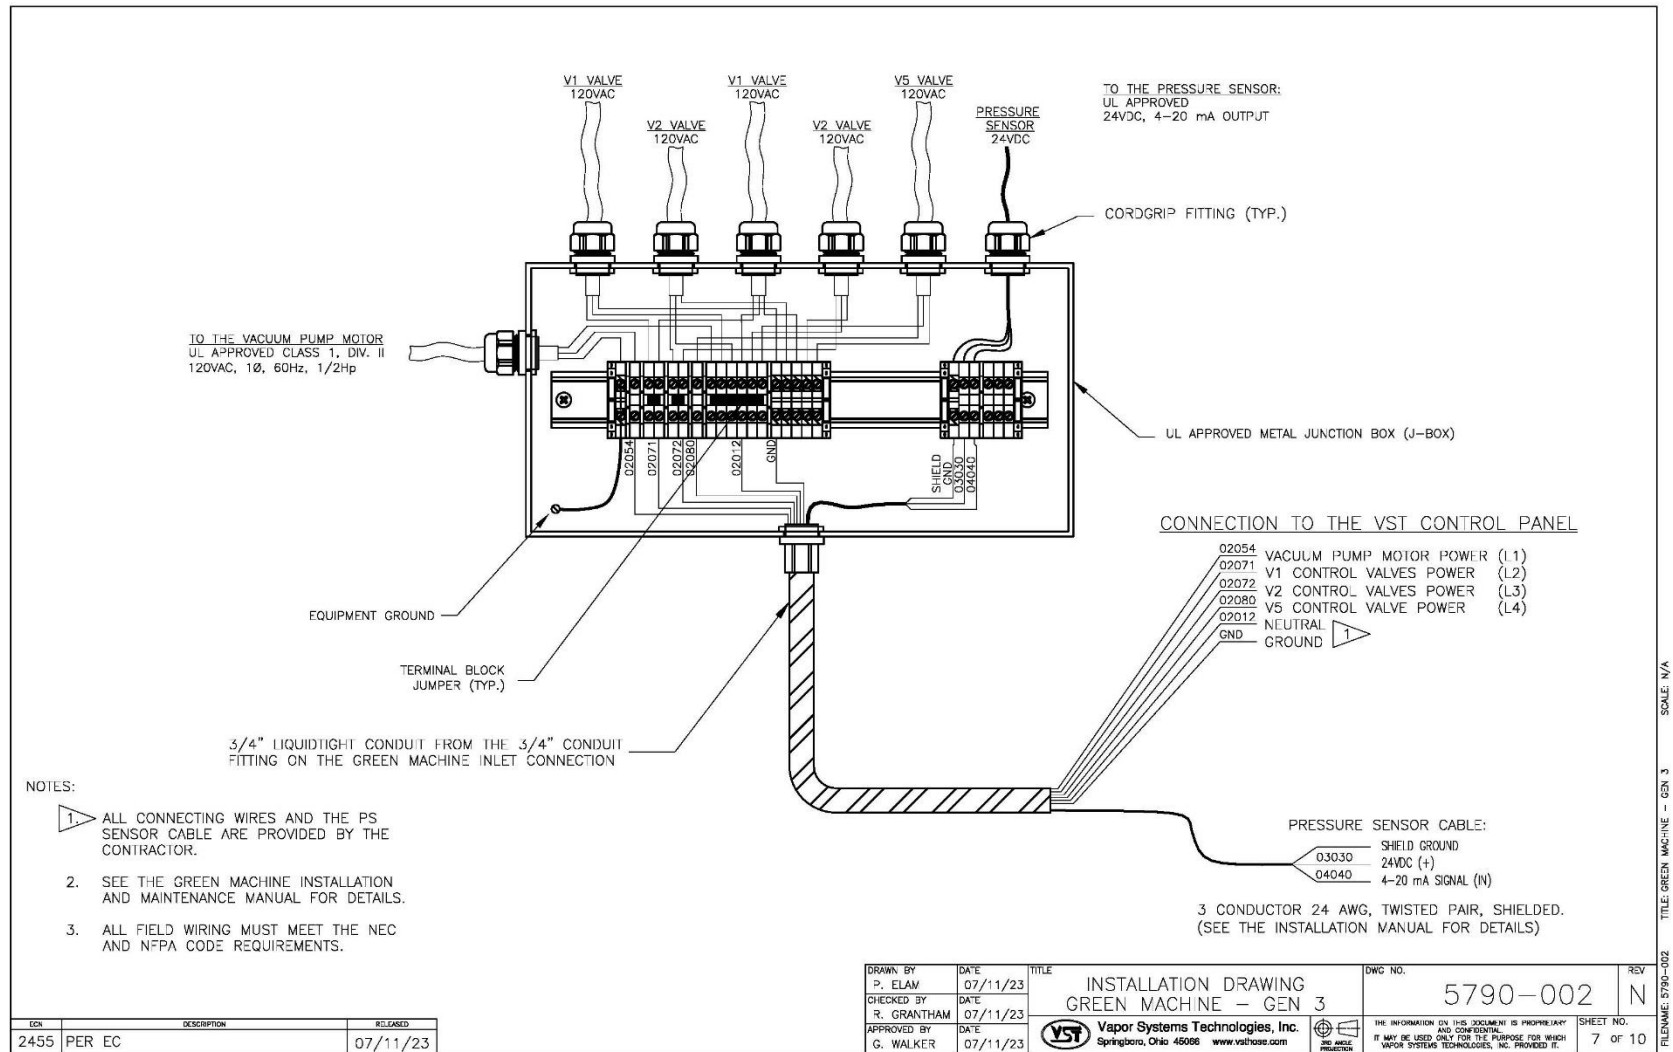 V1 VALVE
120VAC
V2 VALVE
120VAC
V1 VALVE
120VAC
V2 VALVE
120VAC
V5 VALVE
120VAC
PRESSURE
SENSOR
24VDC
TO THE PRESSURE SENSOR:
UL APPROVED
24VDC, 4-20 mA OUTPUT
CORDGRIP FITTING (TYP.)
TO THE VACUUM PUMP MOTOR
UL APPROVED CLASS 1, DIV. II
120VAC, 1Ø, 60Hz, 1/2Hp
UL APPROVED METAL JUNCTION BOX (J-BOX)
02054
02071
02072
02080
02012
GND
SHIELD
GND
03030
04040
EQUIPMENT GROUND
TERMINAL BLOCK
JUMPER (TYP.)
3/4" LIQUIDTIGHT CONDUIT FROM THE 3/4" CONDUIT
FITTING ON THE GREEN MACHINE INLET CONNECTION
CONNECTION TO THE VST CONTROL PANEL
02054 VACUUM PUMP MOTOR POWER (L1)
02071 V1 CONTROL VALVES POWER (L2)
02072 V2 CONTROL VALVES POWER (L3)
02080 V5 CONTROL VALVE POWER (L4)
02012 NEUTRAL
GND GROUND 1
PRESSURE SENSOR CABLE:
SHIELD GROUND
03030 24VDC (+)
04040 4-20 mA SIGNAL (IN)
3 CONDUCTOR 24 AWG, TWISTED PAIR, SHIELDED.
(SEE THE INSTALLATION MANUAL FOR DETAILS)
NOTES:
1. ALL CONNECTING WIRES AND THE PS
SENSOR CABLE ARE PROVIDED BY THE
CONTRACTOR.
2. SEE THE GREEN MACHINE INSTALLATION
AND MAINTENANCE MANUAL FOR DETAILS.
3. ALL FIELD WIRING MUST MEET THE NEC
AND NFPA CODE REQUIREMENTS.
ECN DESCRIPTION RELEASED
2455 PER EC 07/11/23
DRAWN BY DATE
P. ELAM 07/11/23
CHECKED BY DATE
R. GRANTHAM 07/11/23
APPROVED BY DATE
G. WALKER 07/11/23
TITLE
INSTALLATION DRAWING
GREEN MACHINE - GEN 3
VST
Vapor Systems Technologies, Inc.
Springboro, Ohio 45066 www.vsthose.com
3RD ANGLE
PROJECTION
DWG NO.
5790-002
REV
N
THE INFORMATION ON THIS DOCUMENT IS PROPRIETARY
AND CONFIDENTIAL.
IT MAY BE USED ONLY FOR THE PURPOSE FOR WHICH
VAPOR SYSTEMS TECHNOLOGIES, INC. PROVIDED IT.
SHEET NO.
7 OF 10
SCALE: N/A
TITLE: GREEN MACHINE - GEN 3
FILENAME: 5790-002